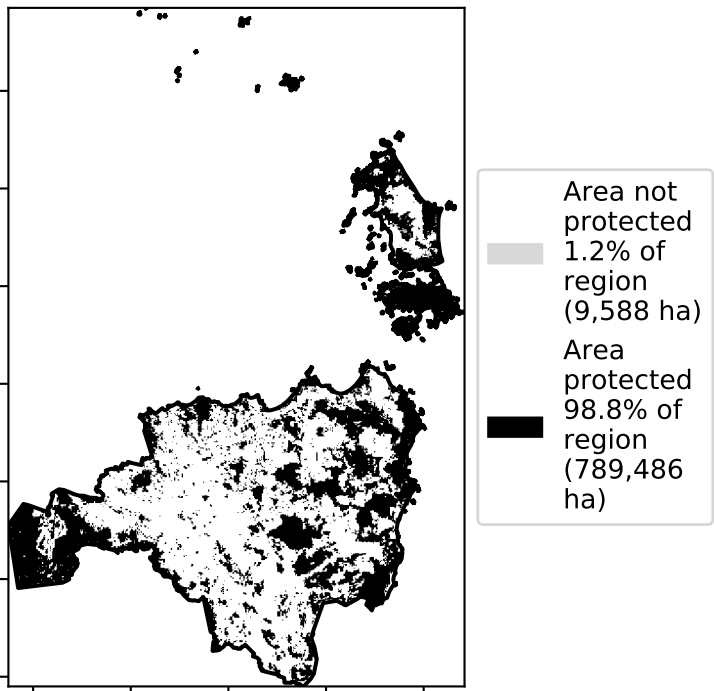 Area not
protected
1.2% of
region
(9,588 ha)
Area
protected
98.8% of
region
(789,486
ha)